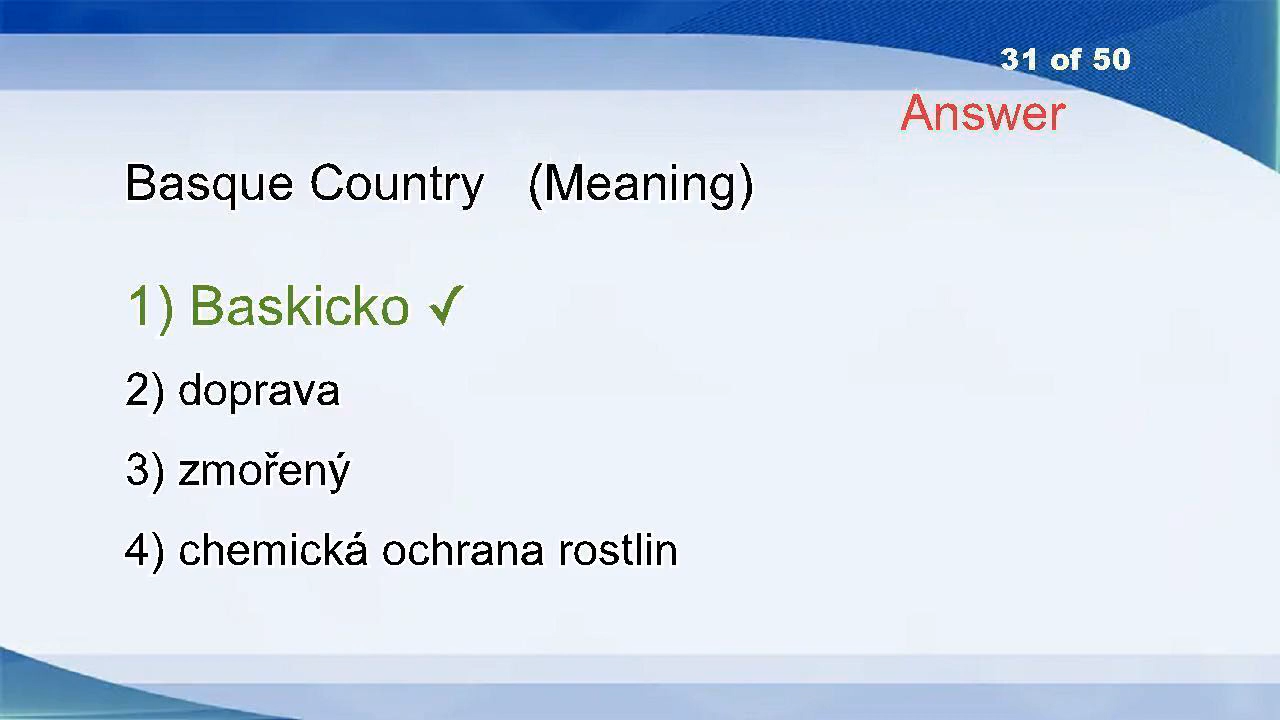 31 of 50
Answer
Basque Country (Meaning)
1) Baskicko ✓
2) doprava
3) zmořený
4) chemická ochrana rostlin